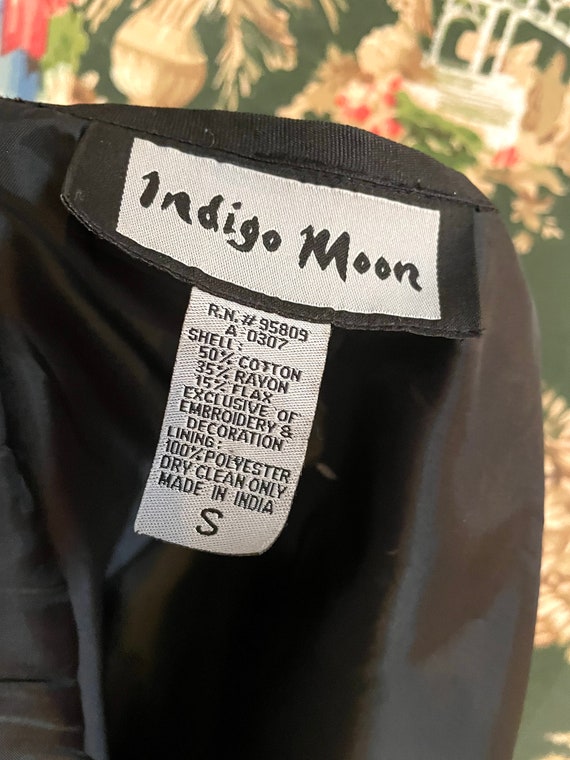 Indigo Moon
R.N.# 95809
A 0307
SHELL:
50% COTTON
35% RAYON
15% FLAX
EXCLUSIVE OF
EMBROIDERY &
DECORATION
LINING:
100% POLYESTER
DRY CLEAN ONLY
MADE IN INDIA
S